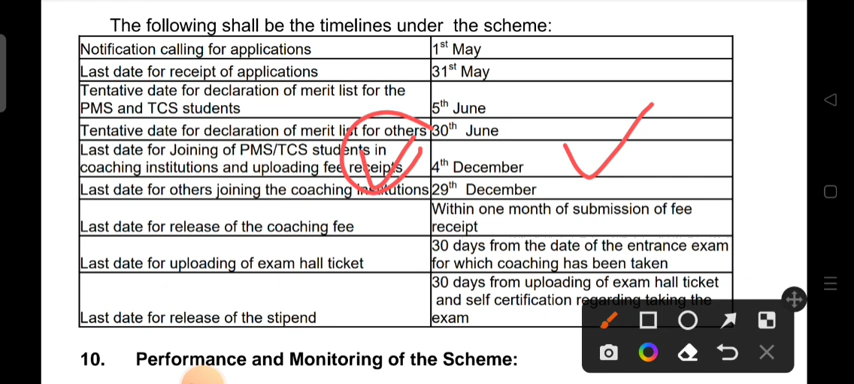 The following shall be the timelines under the scheme:
Notification calling for applications 1st May
Last date for receipt of applications 31st May
Tentative date for declaration of merit list for the
PMS and TCS students 5th June
Tentative date for declaration of merit list for others 30th June
Last date for Joining of PMS/TCS students in
coaching institutions and uploading fee receipts 4th December
Last date for others joining the coaching institutions 29th December
Within one month of submission of fee
Last date for release of the coaching fee receipt
30 days from the date of the entrance exam
Last date for uploading of exam hall ticket for which coaching has been taken
30 days from uploading of exam hall ticket
and self certification regarding taking the
Last date for release of the stipend exam
10. Performance and Monitoring of the Scheme: